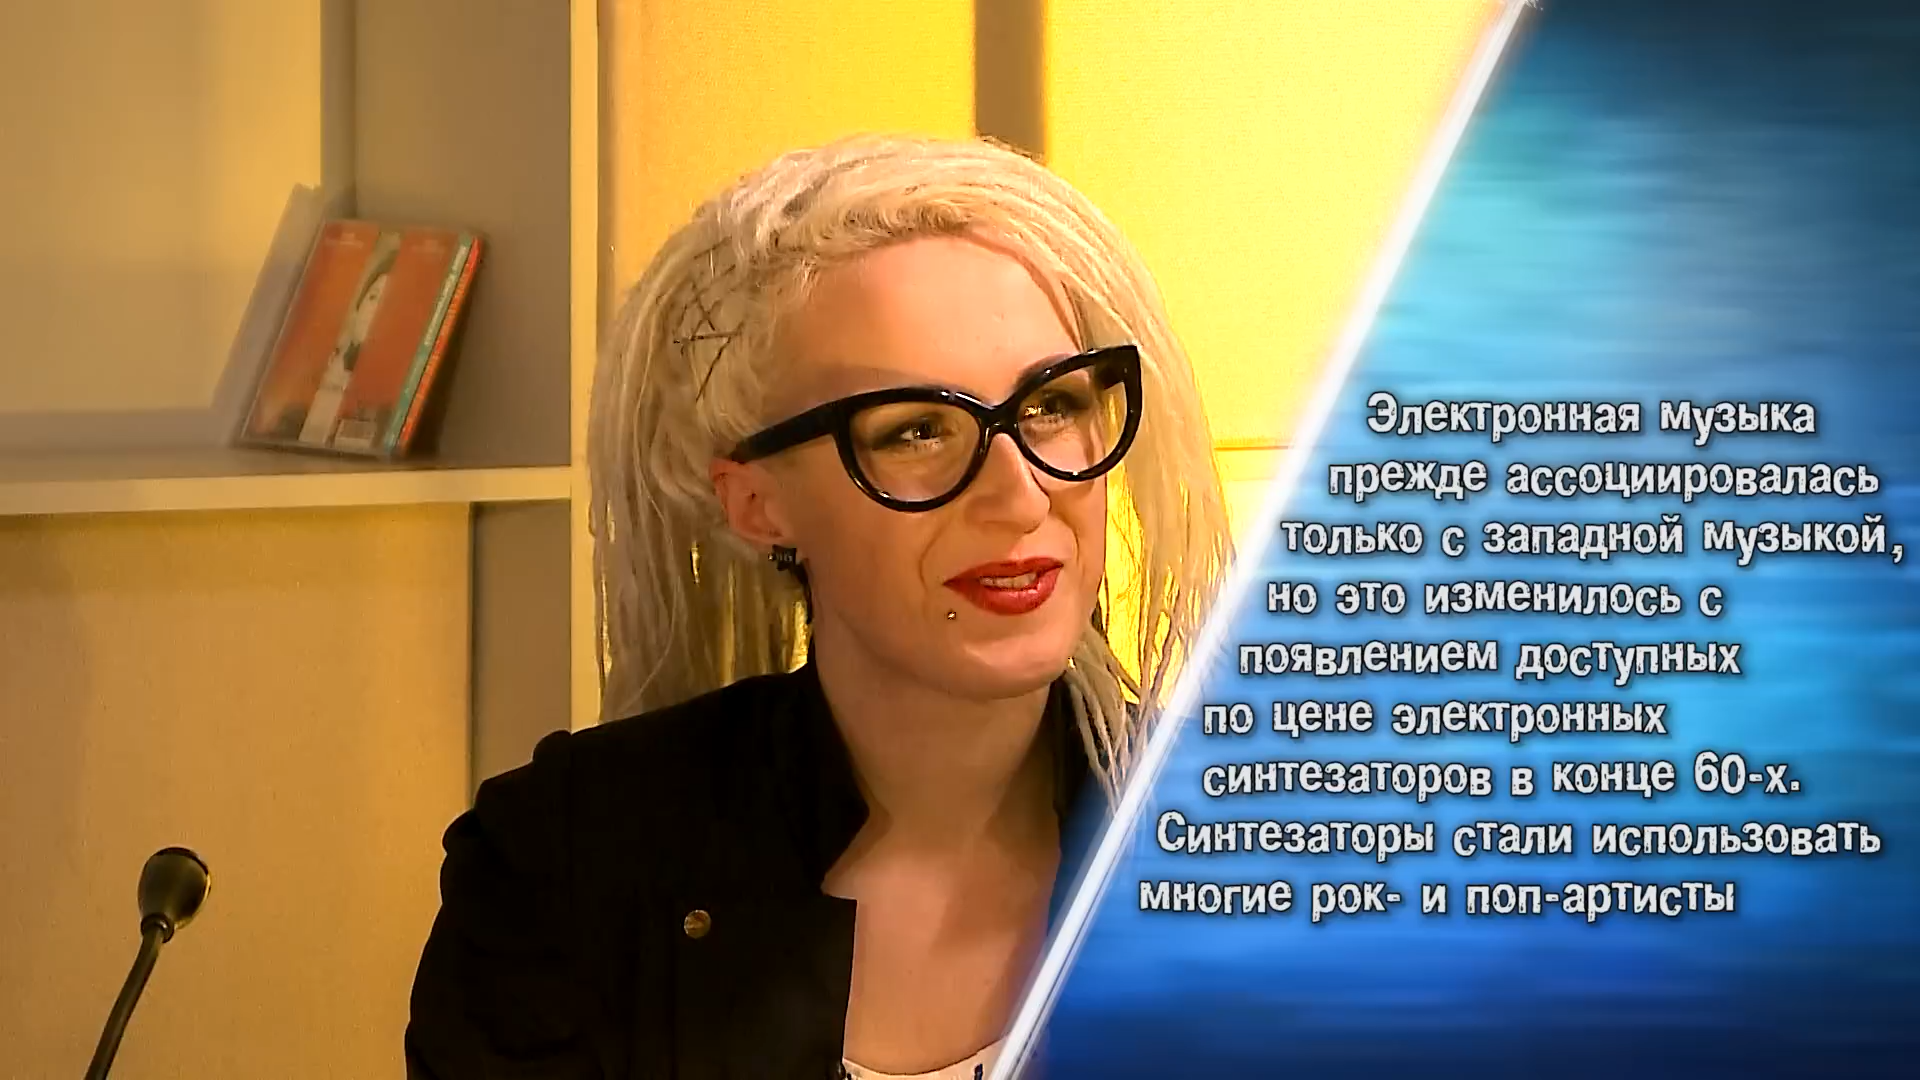 Электронная музыка
прежде ассоциировалась
только с западной музыкой,
но это изменилось с
появлением доступных
по цене электронных
синтезаторов в конце 60-х.
Синтезаторы стали использовать
многие рок- и поп-артисты